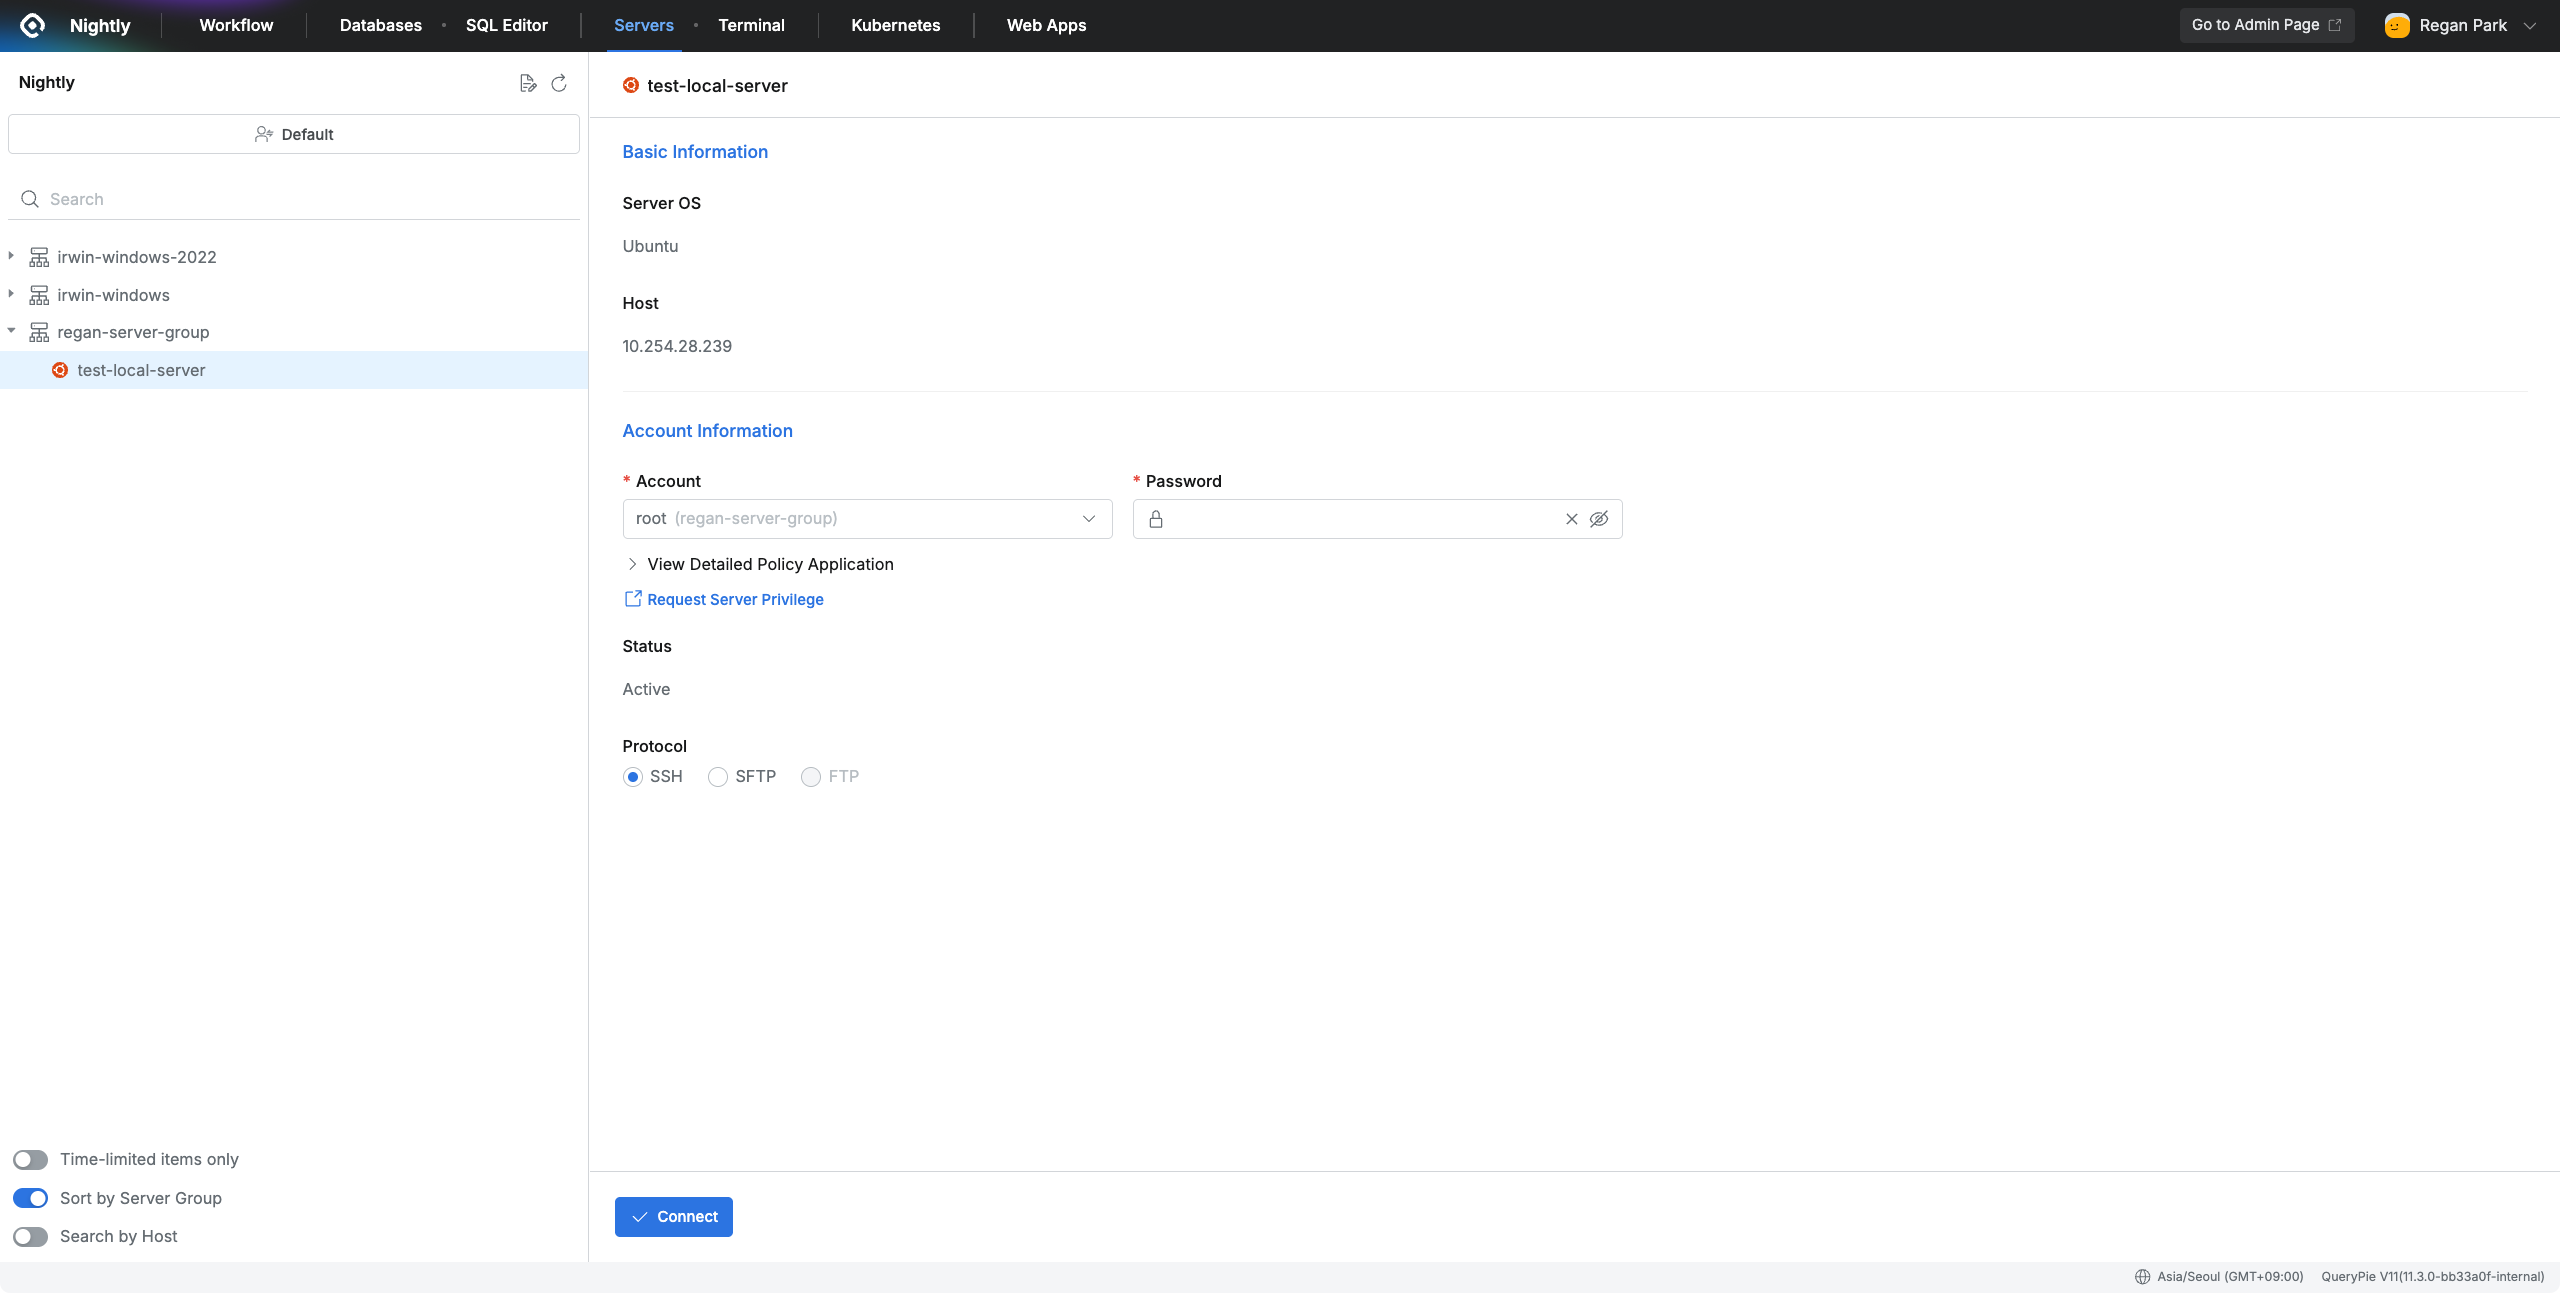 Nightly
Workflow
Databases
SQL Editor
Servers
Terminal
Kubernetes
Web Apps
Go to Admin Page
Regan Park
Nightly
Default
Search
irwin-windows-2022
irwin-windows
regan-server-group
test-local-server
Time-limited items only
Sort by Server Group
Search by Host
test-local-server
Basic Information
Server OS
Ubuntu
Host
10.254.28.239
Account Information
* Account
root (regan-server-group)
* Password
View Detailed Policy Application
Request Server Privilege
Status
Active
Protocol
SSH
SFTP
FTP
Connect
Asia/Seoul (GMT+09:00)
QueryPie V11(11.3.0-bb33a0f-internal)